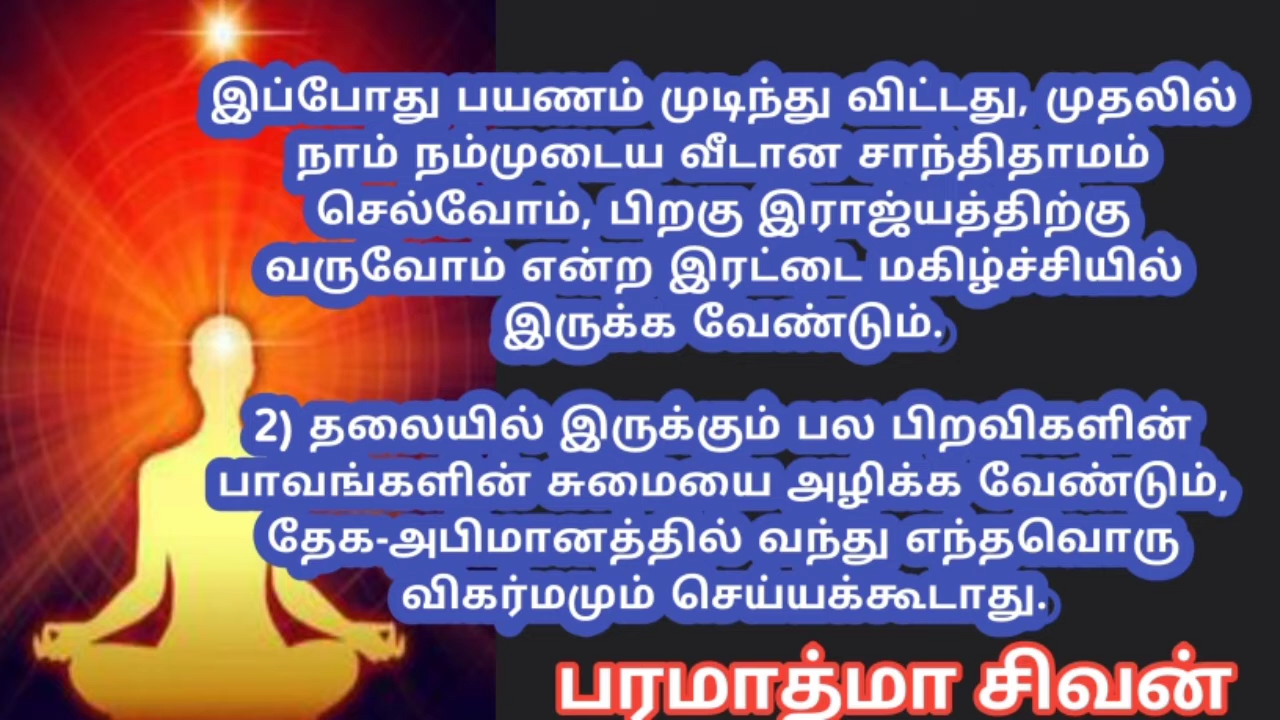 இப்போது பயணம் முடிந்து விட்டது, முதலில்
நாம் நம்முடைய வீடான சாந்திதாமம்
செல்வோம், பிறகு இராஜ்யத்திற்கு
வருவோம் என்ற இரட்டை மகிழ்ச்சியில்
இருக்க வேண்டும்.
2) தலையில் இருக்கும் பல பிறவிகளின்
பாவங்களின் சுமையை அழிக்க வேண்டும்,
தேக-அபிமானத்தில் வந்து எந்தவொரு
விகர்மமும் செய்யக்கூடாது.
பரமாத்மா சிவன்